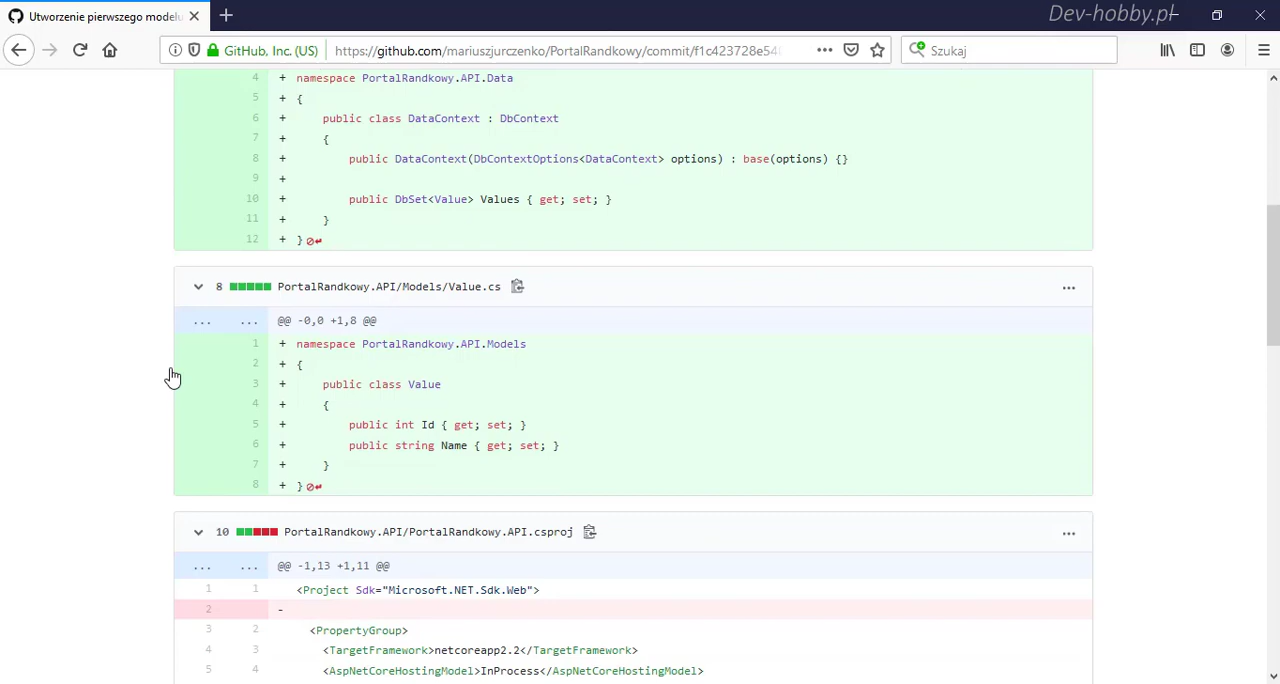 Utworzenie pierwszego modelu
Dev-hobby.pl
GitHub, Inc. (US)
https://github.com/mariuszjurczenko/PortalRandkowy/commit/f1c423728e54
Szukaj
4 + namespace PortalRandkowy.API.Data
5 + {
6 + public class DataContext : DbContext
7 + {
8 + public DataContext(DbContextOptions<DataContext> options) : base(options) {}
9 +
10 + public DbSet<Value> Values { get; set; }
11 + }
12 + }
8 PortalRandkowy.API/Models/Value.cs ...
... ... @@ -0,0 +1,8 @@
1 + namespace PortalRandkowy.API.Models
2 + {
3 + public class Value
4 + {
5 + public int Id { get; set; }
6 + public string Name { get; set; }
7 + }
8 + }
10 PortalRandkowy.API/PortalRandkowy.API.csproj ...
... ... @@ -1,13 +1,11 @@
1 1 <Project Sdk="Microsoft.NET.Sdk.Web">
2 -
3 2 <PropertyGroup>
4 3 <TargetFramework>netcoreapp2.2</TargetFramework>
5 4 <AspNetCoreHostingModel>InProcess</AspNetCoreHostingModel>